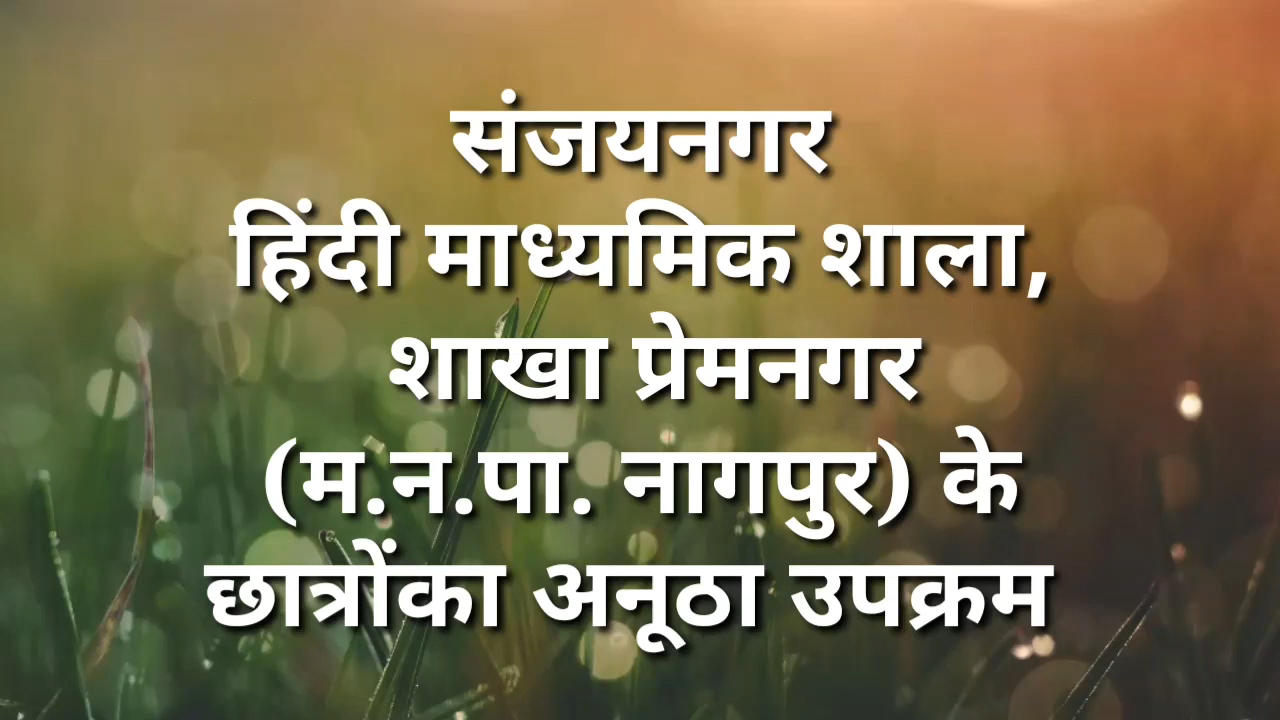 संजयनगर
हिंदी माध्यमिक शाला,
शाखा प्रेमनगर
(म.न.पा. नागपुर) के
छात्रोंका अनूठा उपक्रम